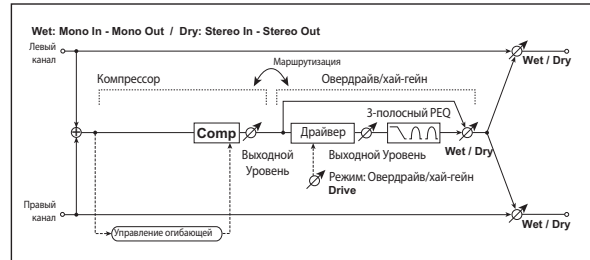 Wet: Mono In - Mono Out / Dry: Stereo In - Stereo Out
Левый
канал
Wet / Dry
Маршрутизация
Компрессор
Овердрайв/хай-гейн
3-полосный PEQ
Comp
Драйвер
Wet / Dry
Выходной
Уровень
Выходной Уровень
Режим: Овердрайв/хай-гейн
Drive
Правый
канал
Wet / Dry
Управление огибающей